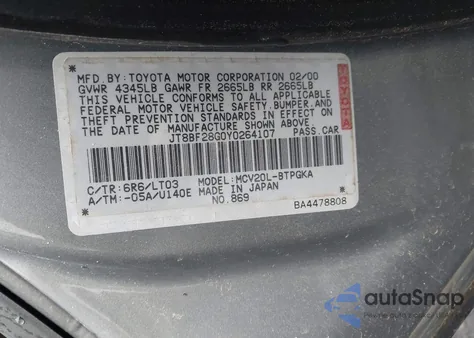 MFD.BY:TOYOTA MOTOR CORPORATION 02/00
GVWR 4345LB GAWR FR 2665LB RR 2665LB
THIS VEHICLE CONFORMS TO ALL APPLICABLE
FEDERAL MOTOR VEHICLE SAFETY,BUMPER,AND
THEFT PREVENTION STANDARDS IN EFFECT ON
THE DATE OF MANUFACTURE SHOWN ABOVE.
JT8BF28G0Y0264107 PASS.CAR
TOYOTA
C/TR:6R6/LT03 MODEL:MCV20L-BTPGKA
A/TM:-05A/U140E MADE IN JAPAN
NO.869 BA4478808
autoSnap